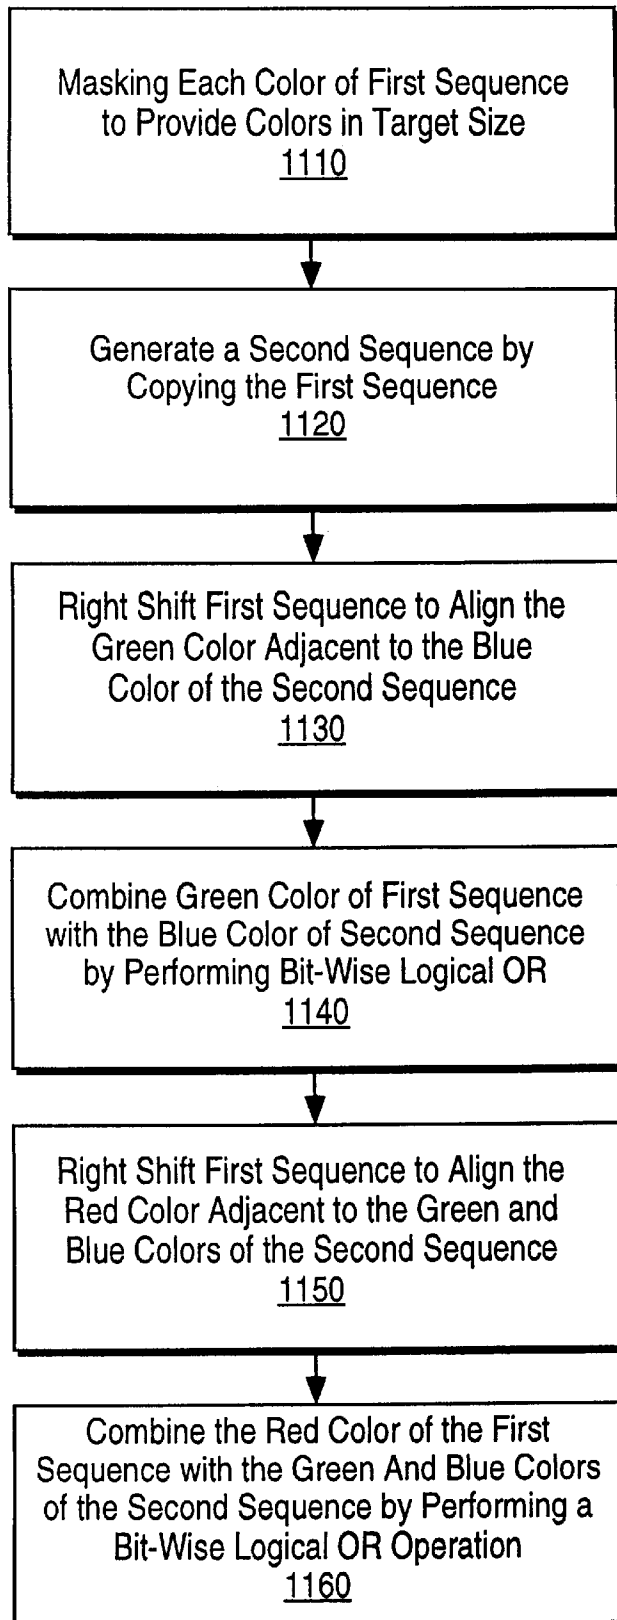 Masking Each Color of First Sequence
to Provide Colors in Target Size
1110
Generate a Second Sequence by
Copying the First Sequence
1120
Right Shift First Sequence to Align the
Green Color Adjacent to the Blue
Color of the Second Sequence
1130
Combine Green Color of First Sequence
with the Blue Color of Second Sequence
by Performing Bit-Wise Logical OR
1140
Right Shift First Sequence to Align the
Red Color Adjacent to the Green and
Blue Colors of the Second Sequence
1150
Combine the Red Color of the First
Sequence with the Green And Blue Colors
of the Second Sequence by Performing a
Bit-Wise Logical OR Operation
1160